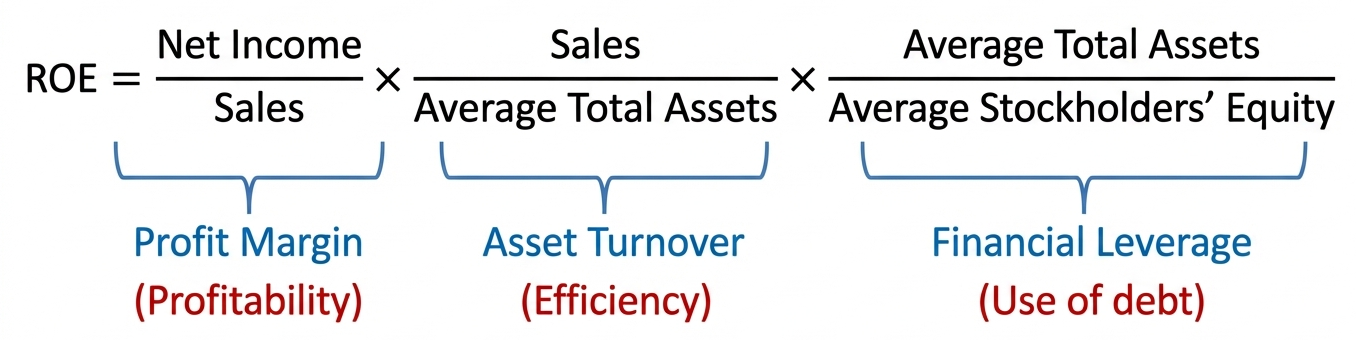 ROE = Net Income / Sales × Sales / Average Total Assets × Average Total Assets / Average Stockholders’ Equity
Profit Margin Asset Turnover Financial Leverage
(Profitability) (Efficiency) (Use of debt)